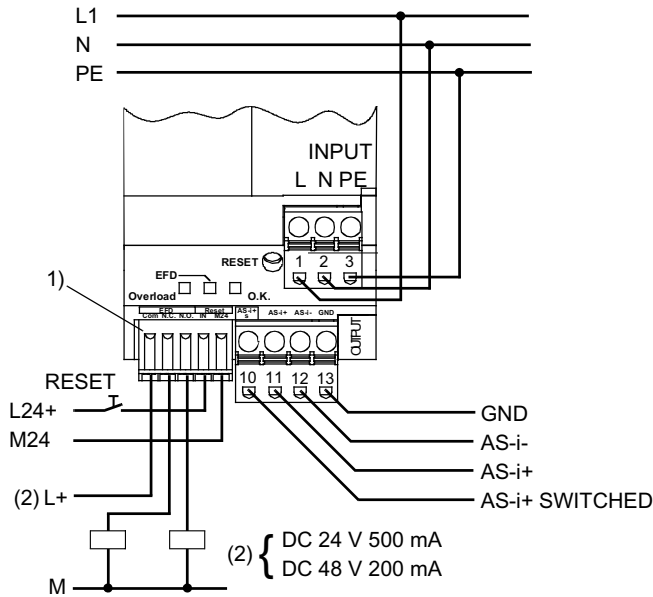 L1
N
PE
INPUT
L N PE
RESET
1 2 3
1)
EFD
Overload O.K.
EFD Reset AS-i+ s AS-i+ AS-i- GND
Com N.C. N.O. IN M24
OUTPUT
RESET
10 11 12 13
L24+
GND
M24
AS-i-
AS-i+
(2) L+
AS-i+ SWITCHED
(2) { DC 24 V 500 mA
DC 48 V 200 mA
M